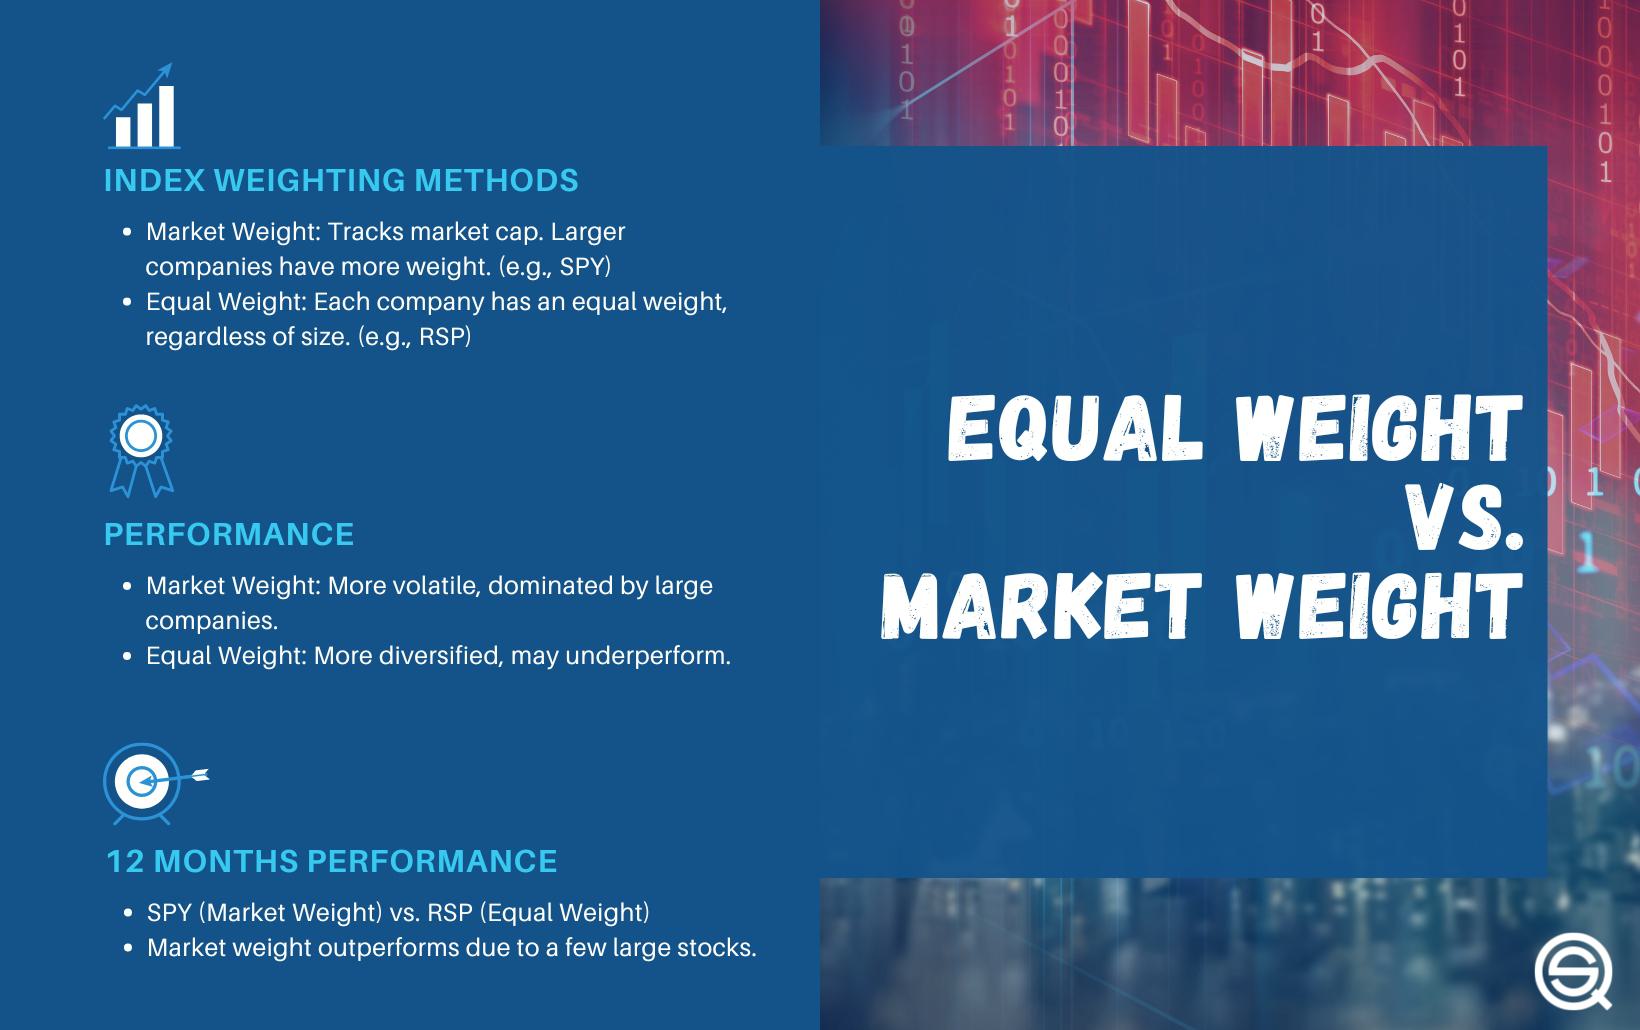 INDEX WEIGHTING METHODS
• Market Weight: Tracks market cap. Larger
companies have more weight. (e.g., SPY)
• Equal Weight: Each company has an equal weight,
regardless of size. (e.g., RSP)
PERFORMANCE
• Market Weight: More volatile, dominated by large
companies.
• Equal Weight: More diversified, may underperform.
12 MONTHS PERFORMANCE
• SPY (Market Weight) vs. RSP (Equal Weight)
• Market weight outperforms due to a few large stocks.
EQUAL WEIGHT
VS.
MARKET WEIGHT